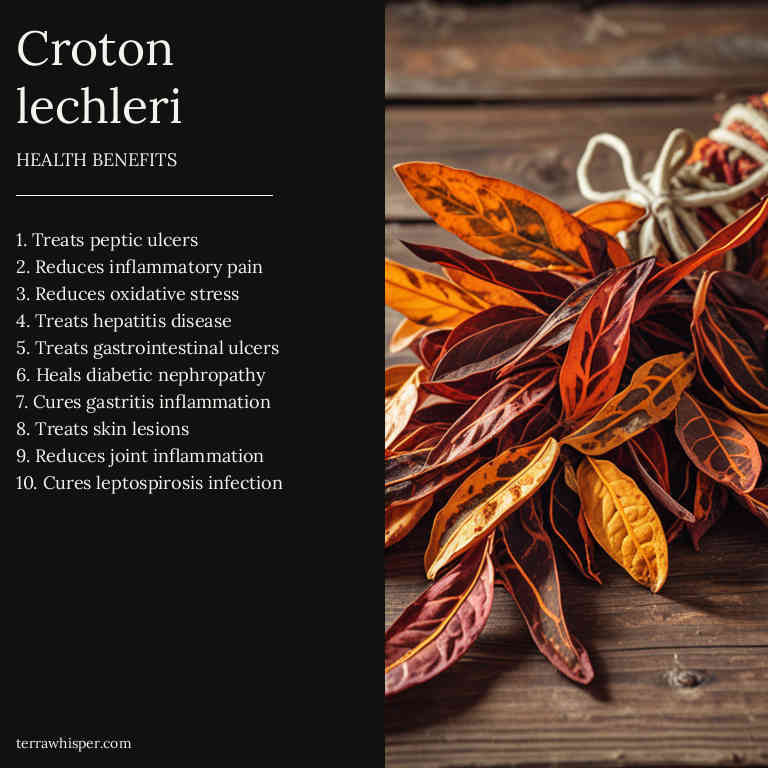 Croton
lechleri
HEALTH BENEFITS
1. Treats peptic ulcers
2. Reduces inflammatory pain
3. Reduces oxidative stress
4. Treats hepatitis disease
5. Treats gastrointestinal ulcers
6. Heals diabetic nephropathy
7. Cures gastritis inflammation
8. Treats skin lesions
9. Reduces joint inflammation
10. Cures leptospirosis infection
terrawhisper.com